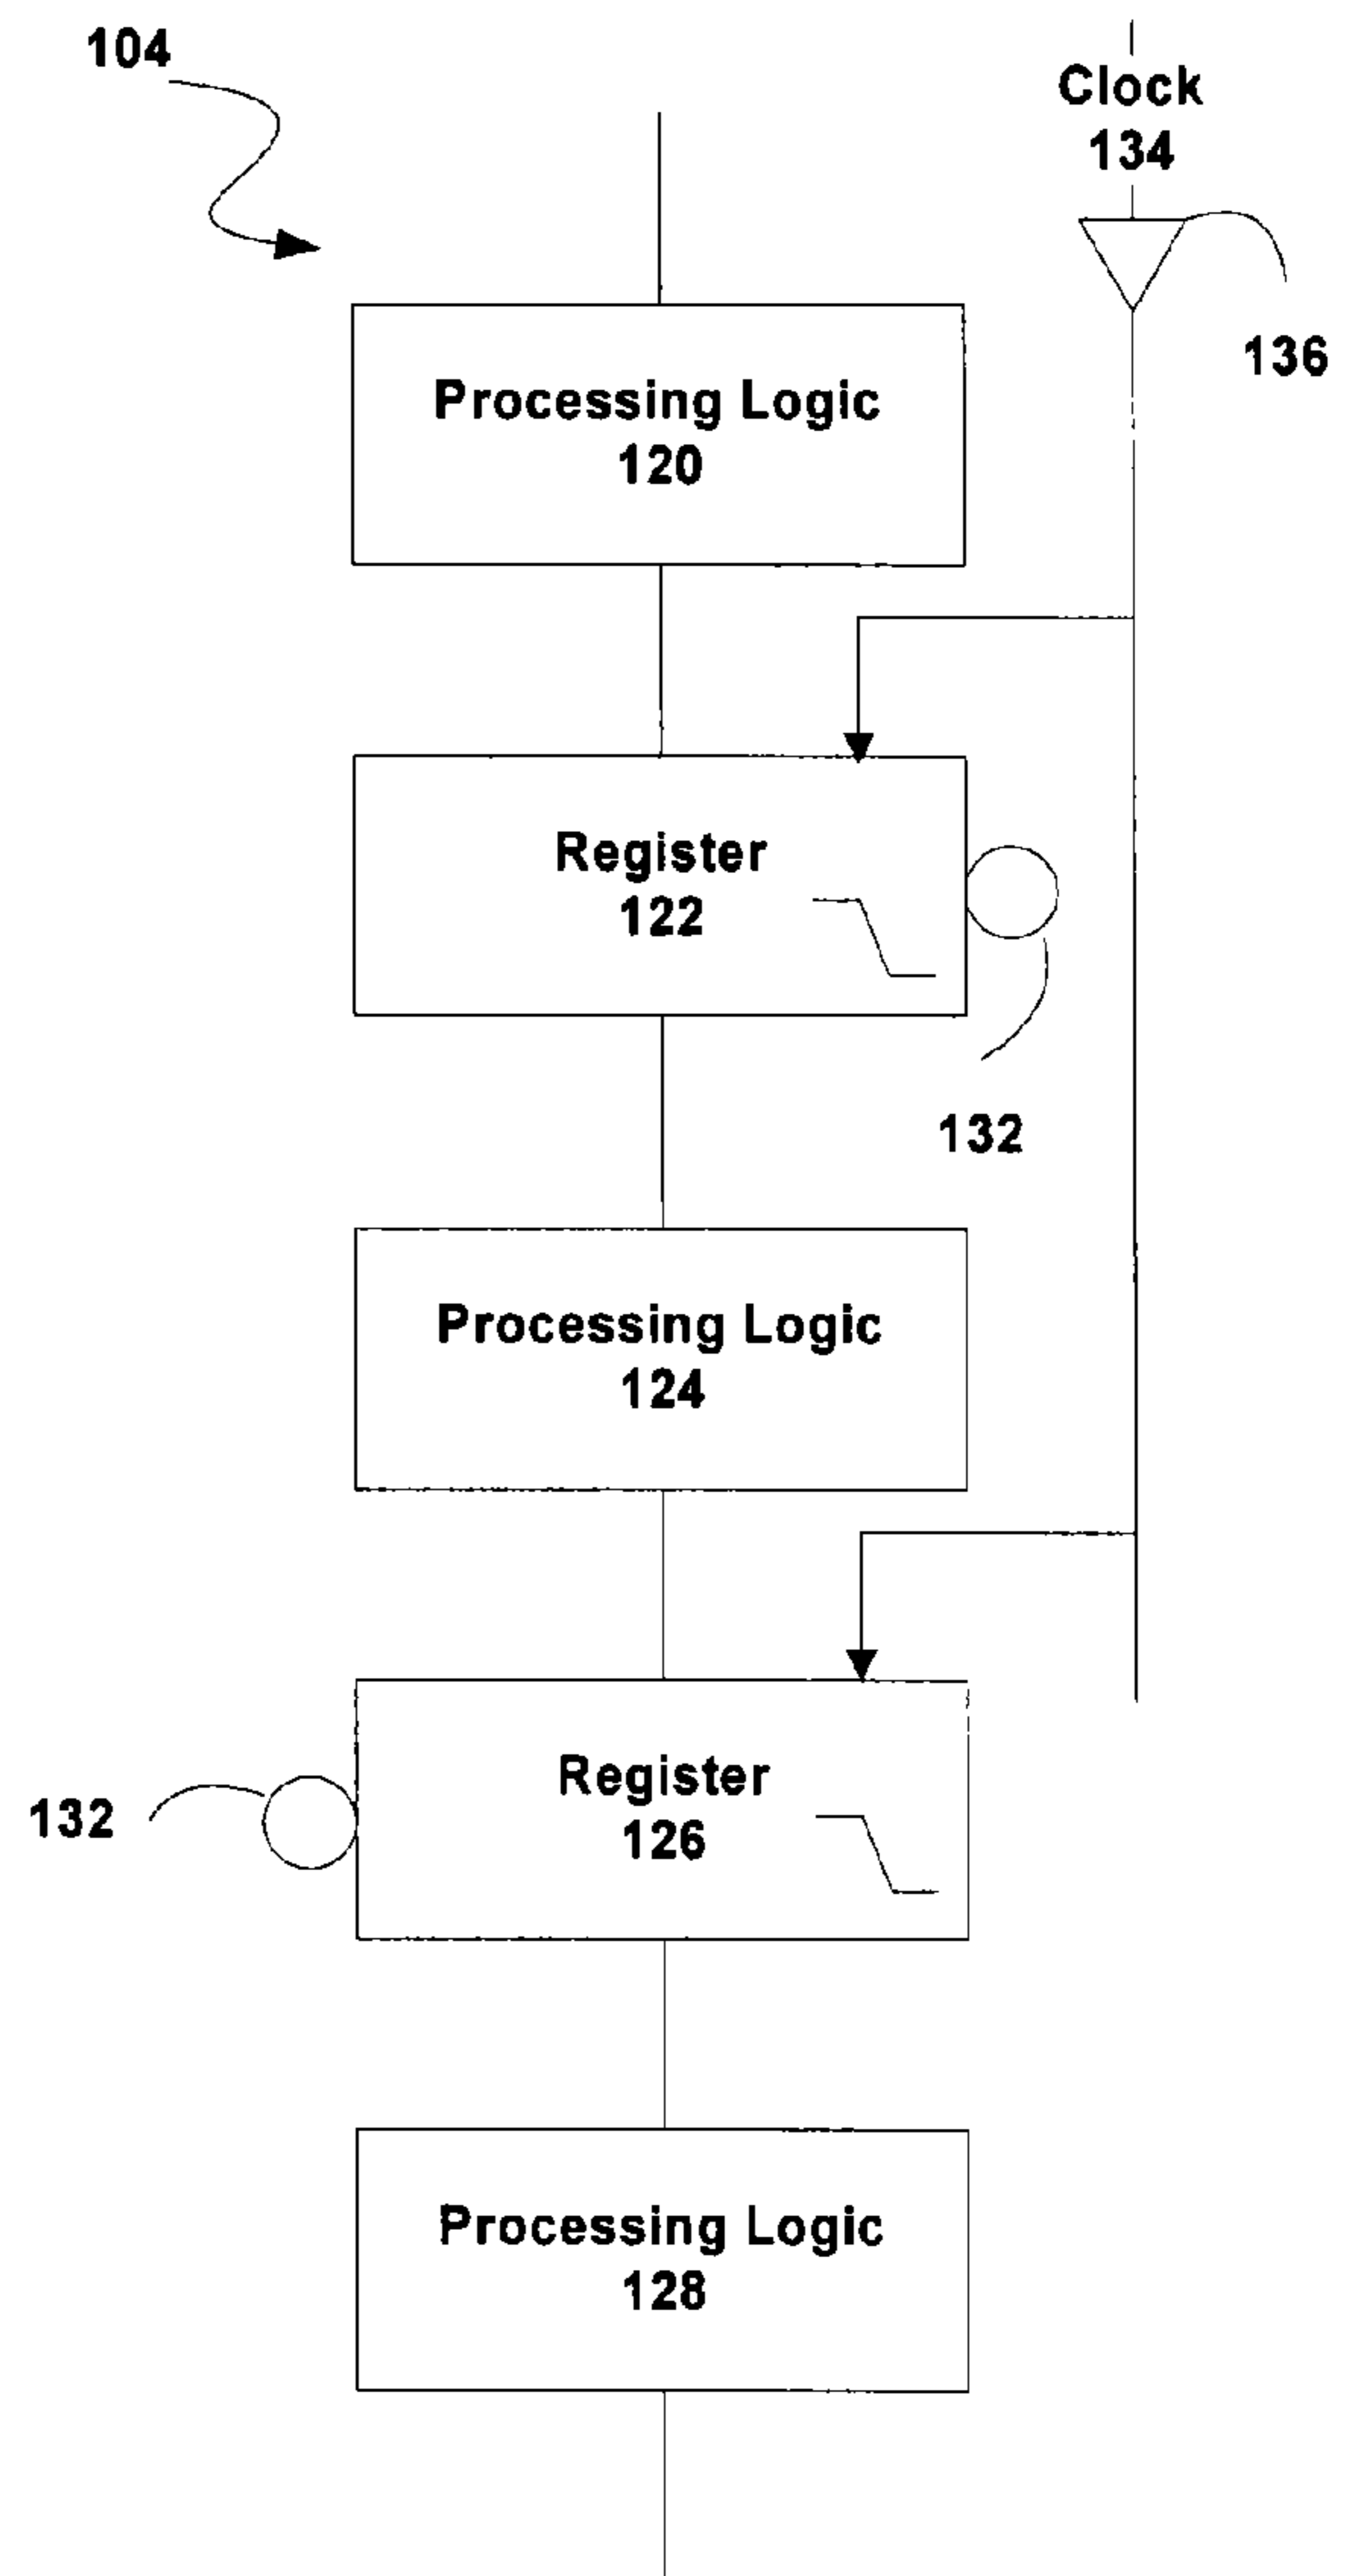 104
Clock
134
136
Processing Logic
120
Register
122
132
Processing Logic
124
Register
126
132
Processing Logic
128